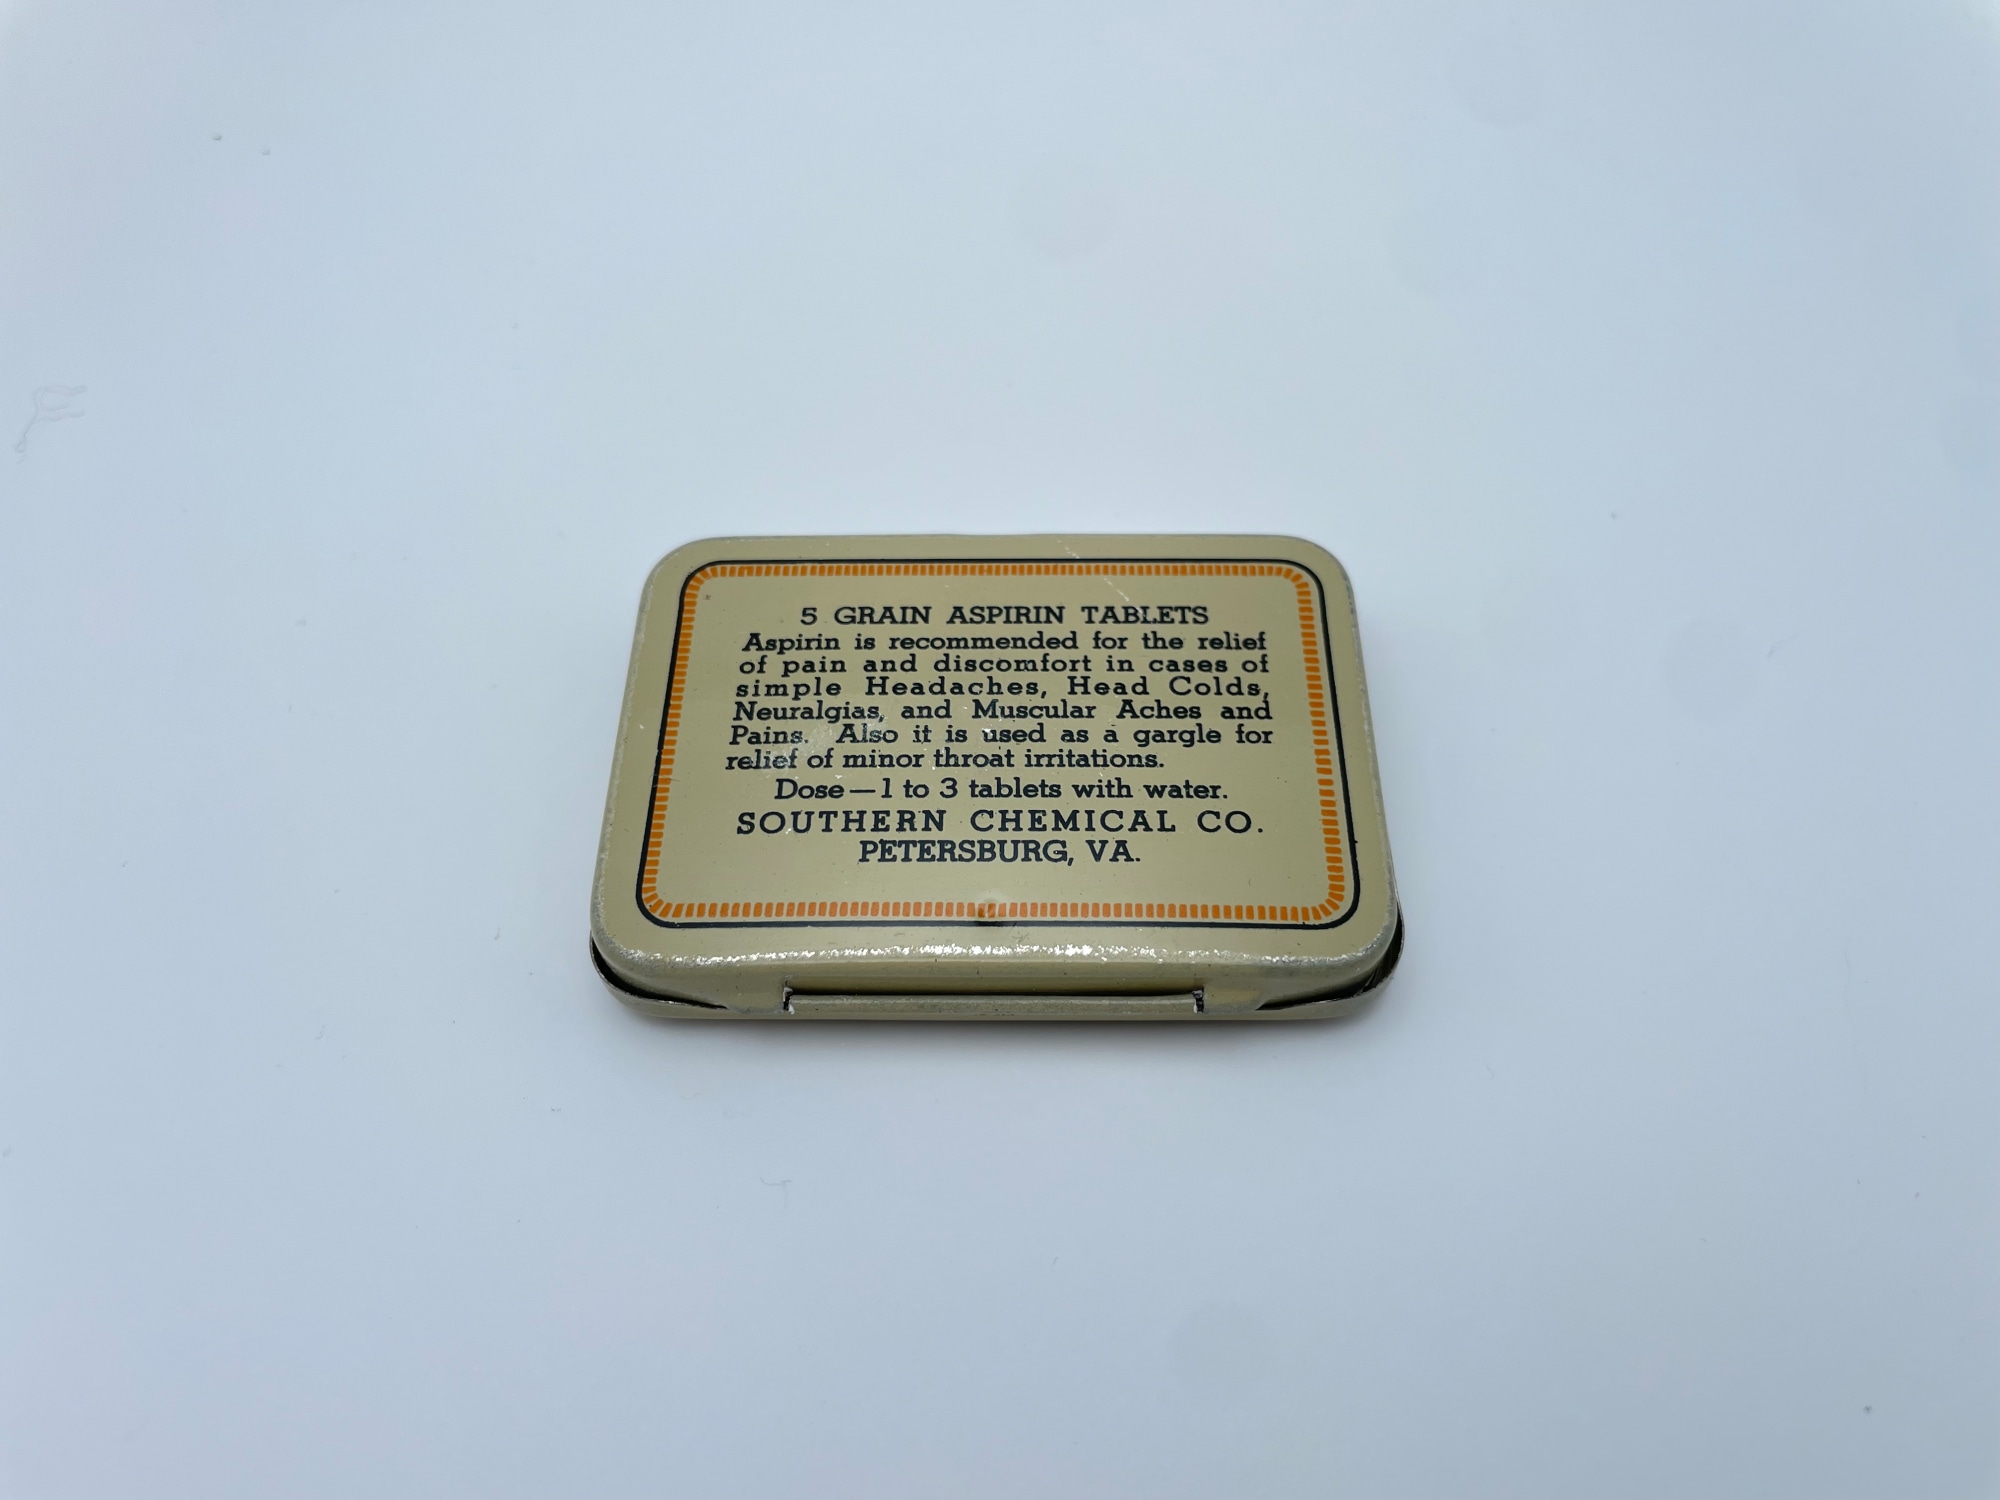 5 GRAIN ASPIRIN TABLETS
Aspirin is recommended for the relief
of pain and discomfort in cases of
simple Headaches, Head Colds,
Neuralgias, and Muscular Aches and
Pains. Also it is used as a gargle for
relief of minor throat irritations.
Dose—1 to 3 tablets with water.
SOUTHERN CHEMICAL CO.
PETERSBURG, VA.